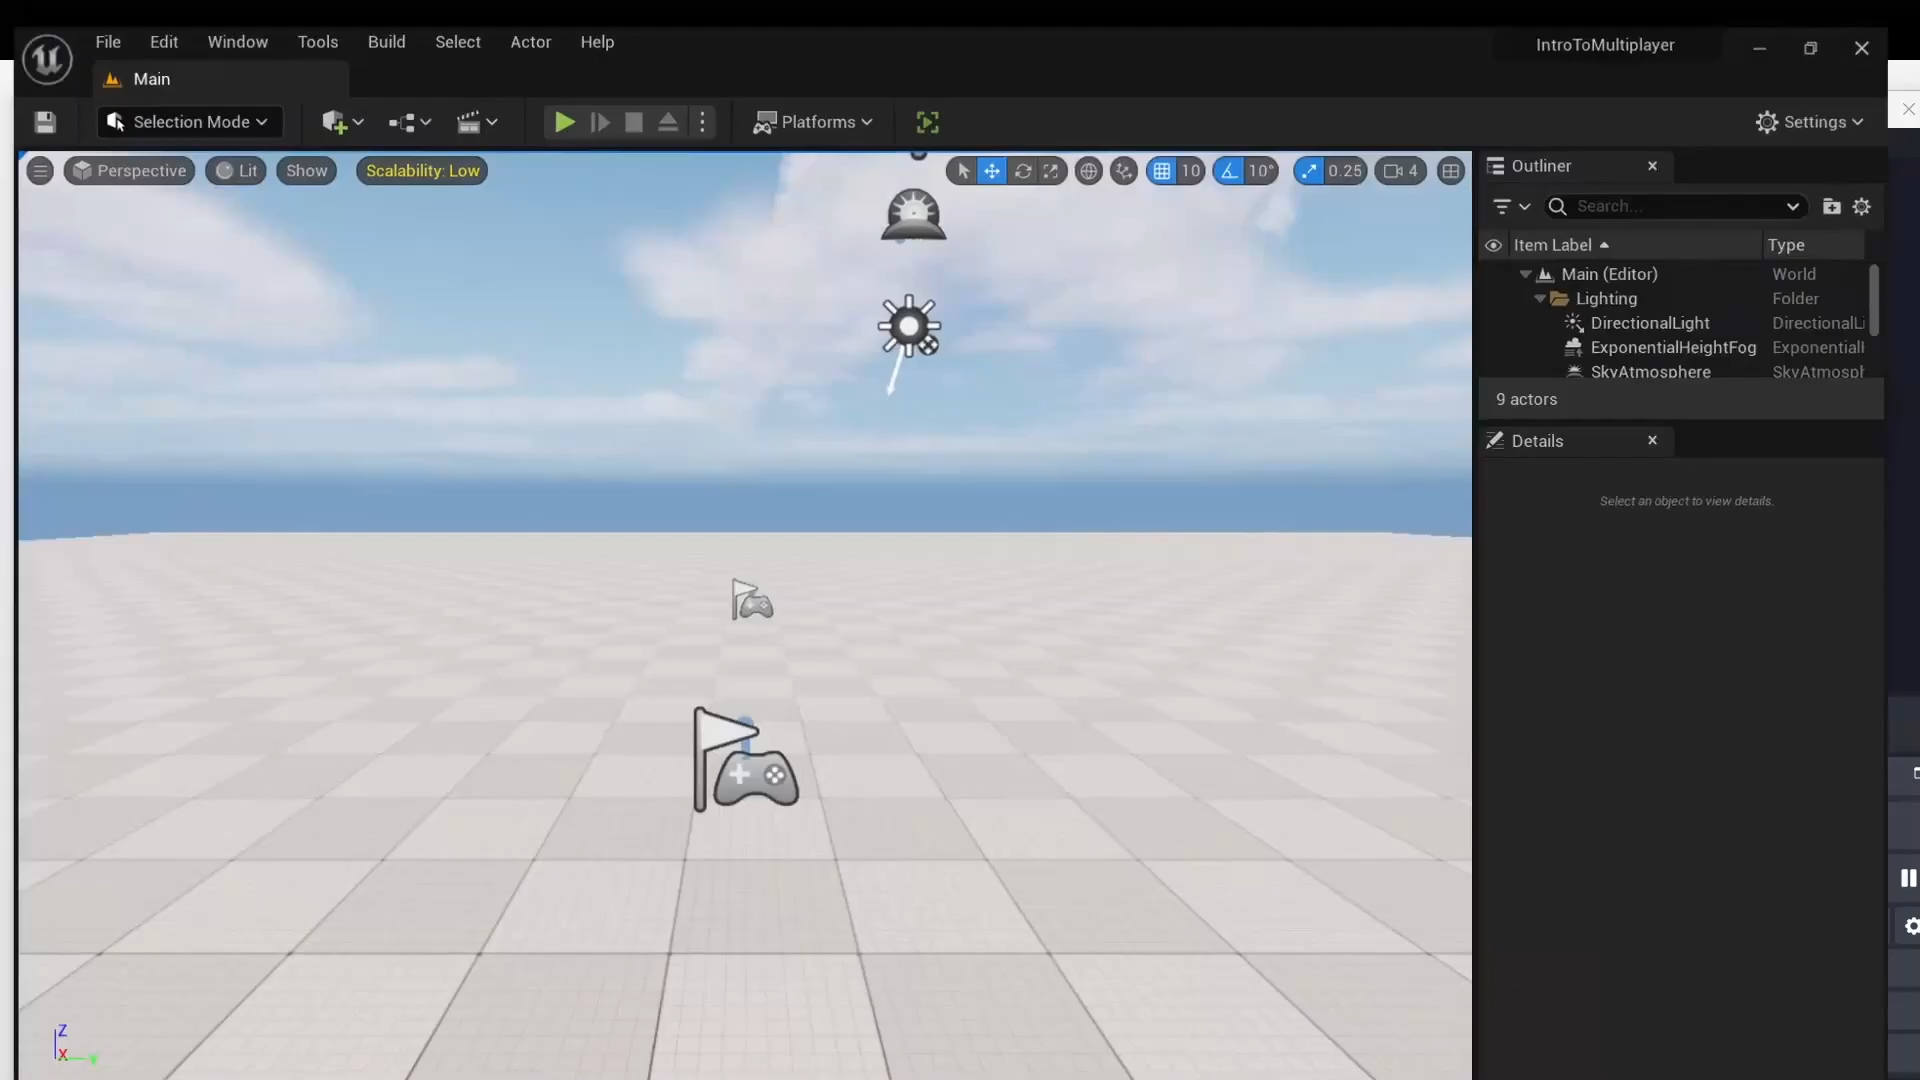 File Edit Window Tools Build Select Actor Help
IntroToMultiplayer
Main
Selection Mode
Platforms
Settings
Perspective Lit Show Scalability: Low
10 10° 0.25 4
Outliner
Search...
Item Label Type
Main (Editor) World
Lighting Folder
DirectionalLight DirectionalLi
ExponentialHeightFog Exponential
SkyAtmosphere SkyAtmosph
9 actors
Details
Select an object to view details.
Z
X
Y